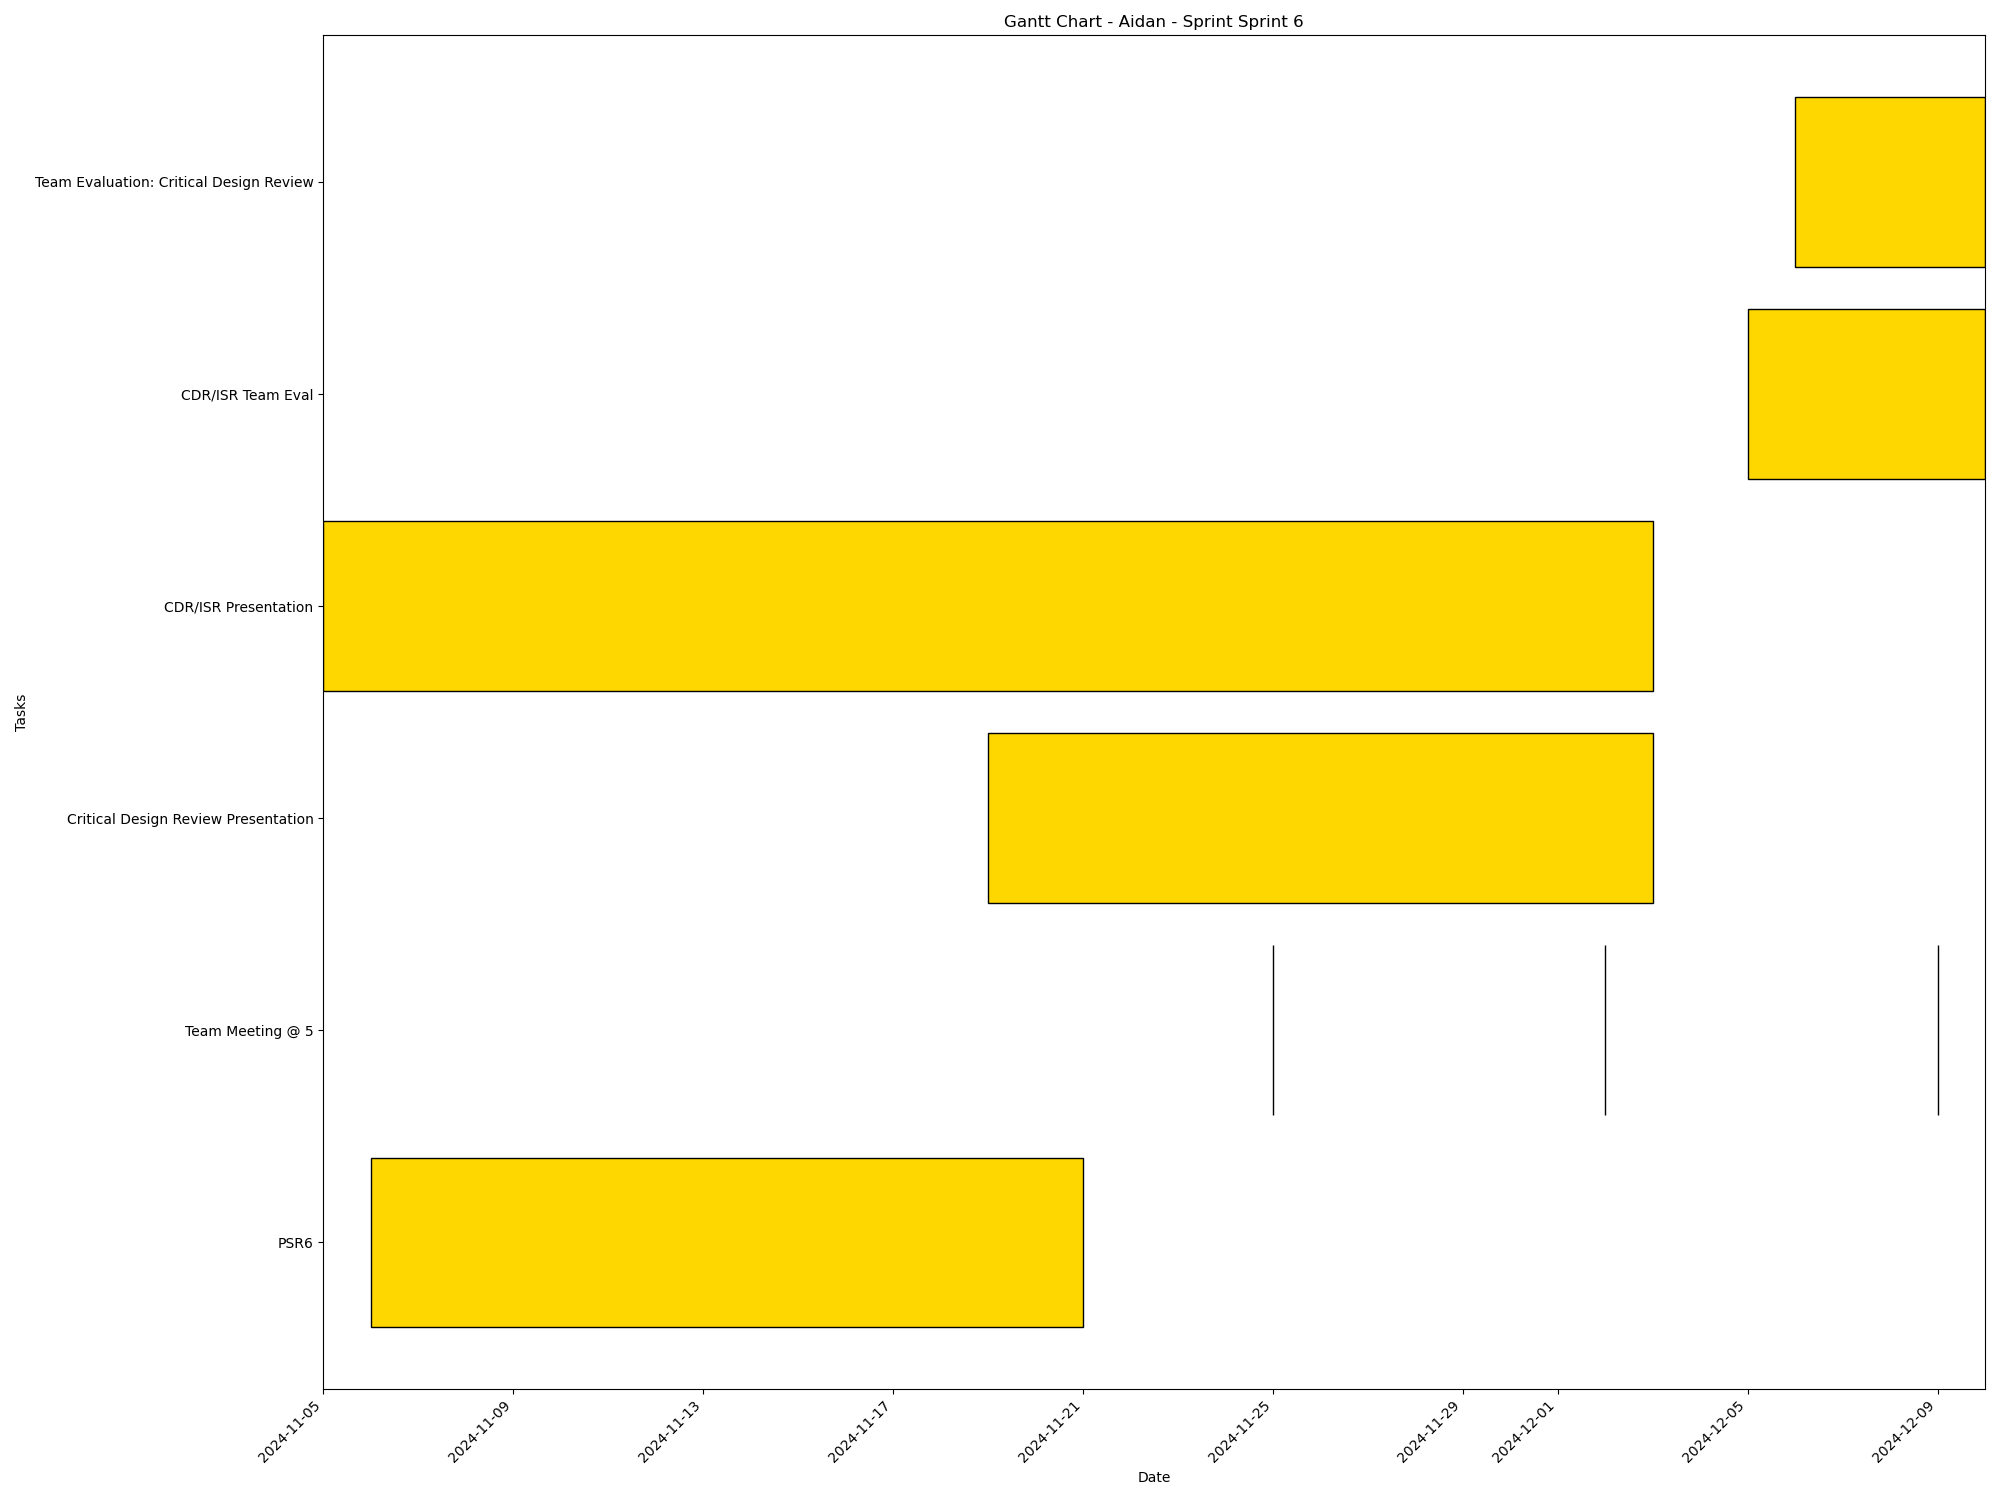 Gantt Chart - Aidan - Sprint Sprint 6
Team Evaluation: Critical Design Review
CDR/ISR Team Eval
CDR/ISR Presentation
Critical Design Review Presentation
Team Meeting @ 5
PSR6
Tasks
2024-11-05
2024-11-09
2024-11-13
2024-11-17
2024-11-21
2024-11-25
2024-11-29
2024-12-01
2024-12-05
2024-12-09
Date